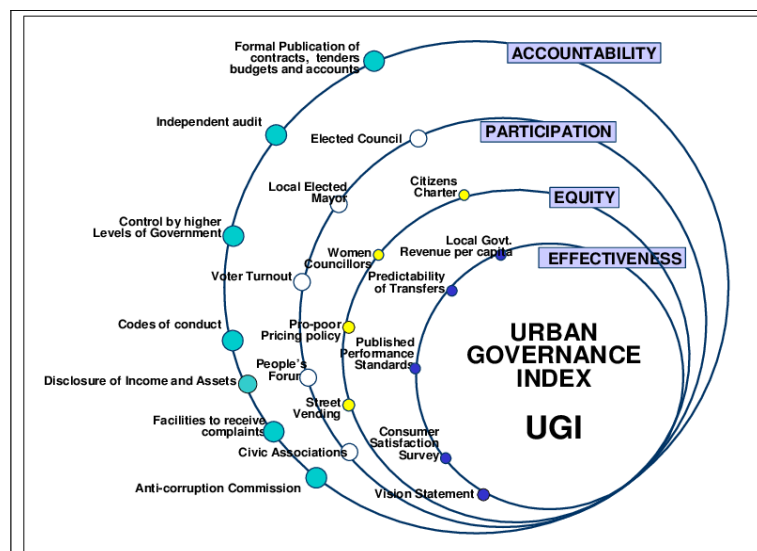 Formal Publication of
contracts, tenders
budgets and accounts
ACCOUNTABILITY
Independent audit
Elected Council
PARTICIPATION
Local Elected
Mayor
Citizens
Charter
EQUITY
Control by higher
Levels of Government
Women
Councillors
Local Govt.
Revenue per capita
EFFECTIVENESS
Voter Turnout
Predictability
of Transfers
Codes of conduct
Pro-poor
Pricing policy
Published
Performance
Standards
URBAN
GOVERNANCE
INDEX
UGI
People's
Forum
Disclosure of Income and Assets
Street
Vending
Facilities to receive
complaints
Consumer
Satisfaction
Survey
Civic Associations
Anti-corruption Commission
Vision Statement